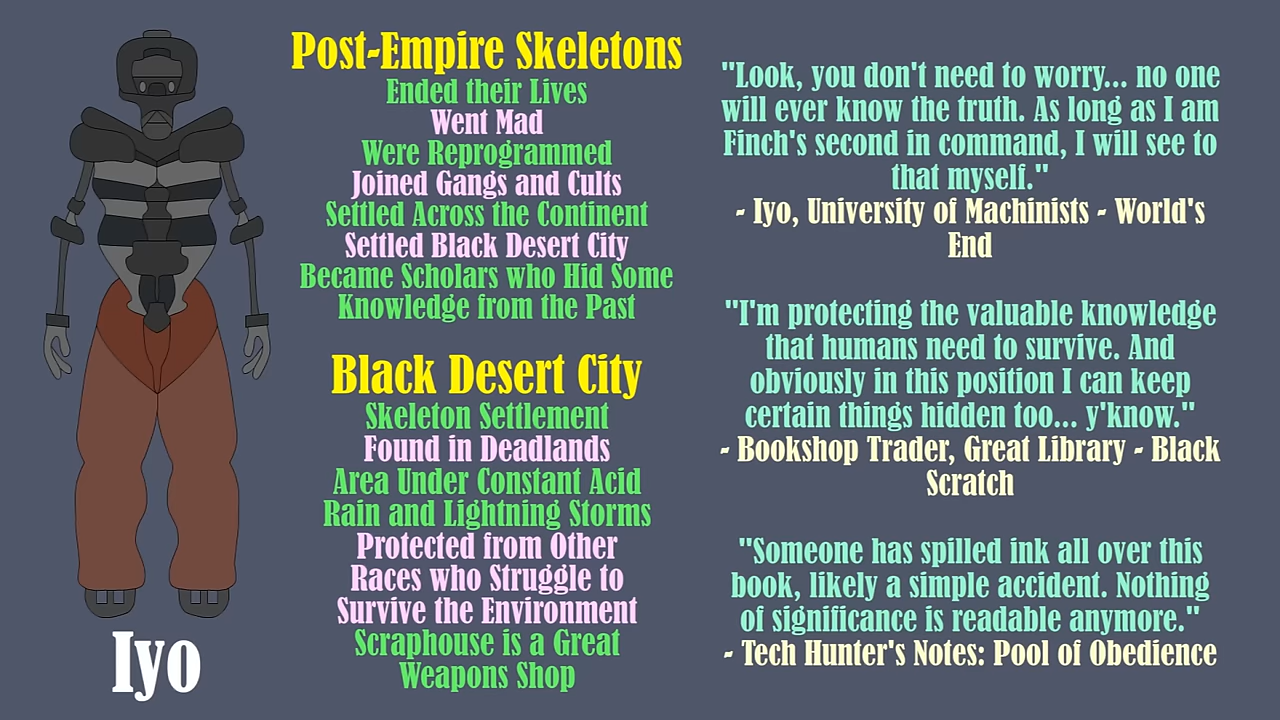 Post-Empire Skeletons
Ended their Lives
Went Mad
Were Reprogrammed
Joined Gangs and Cults
Settled Across the Continent
Settled Black Desert City
Became Scholars who Hid Some
Knowledge from the Past
Black Desert City
Skeleton Settlement
Found in Deadlands
Area Under Constant Acid
Rain and Lightning Storms
Protected from Other
Races who Struggle to
Survive the Environment
Scraphouse is a Great
Weapons Shop
"Look, you don't need to worry... no one
will ever know the truth. As long as I am
Finch's second in command, I will see to
that myself."
- Iyo, University of Machinists - World's
End
"I'm protecting the valuable knowledge
that humans need to survive. And
obviously in this position I can keep
certain things hidden too... y'know."
- Bookshop Trader, Great Library - Black
Scratch
"Someone has spilled ink all over this
book, likely a simple accident. Nothing
of significance is readable anymore."
- Tech Hunter's Notes: Pool of Obedience
Iyo